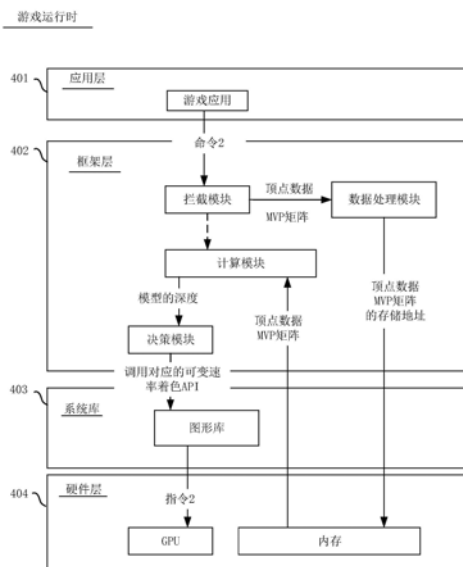 游戏运行时
401
应用层
游戏应用
命令2
402
框架层
拦截模块
顶点数据
MVP矩阵
数据处理模块
计算模块
模型的深度
顶点数据
MVP矩阵
顶点数据
MVP矩阵
的存储地址
决策模块
调用对应的可变速
率着色API
403
系统库
图形库
404
硬件层
指令2
GPU
内存